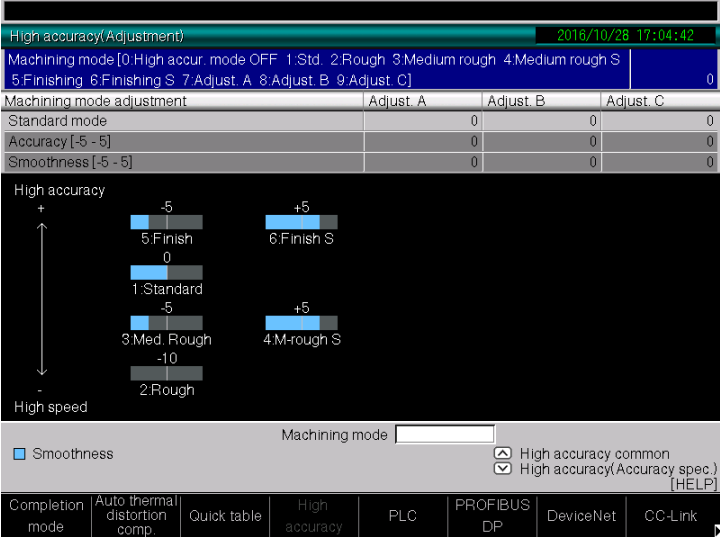 High accuracy(Adjustment)
2016/10/28 17:04:42
Machining mode [0:High accur. mode OFF 1:Std. 2:Rough 3:Medium rough 4:Medium rough S
5:Finishing 6:Finishing S 7:Adjust. A 8:Adjust. B 9:Adjust. C] 0
Machining mode adjustment Adjust. A Adjust. B Adjust. C
Standard mode 0 0 0
Accuracy [-5 - 5] 0 0 0
Smoothness [-5 - 5] 0 0 0
High accuracy
+
-5 +5
5:Finish 6:Finish S
0
1:Standard
-5 +5
3:Med. Rough 4:M-rough S
-10
2:Rough
-
High speed
Machining mode
Smoothness
High accuracy common
High accuracy(Accuracy spec.)
[HELP]
Completion mode
Auto thermal distortion comp.
Quick table
High accuracy
PLC
PROFIBUS DP
DeviceNet
CC-Link